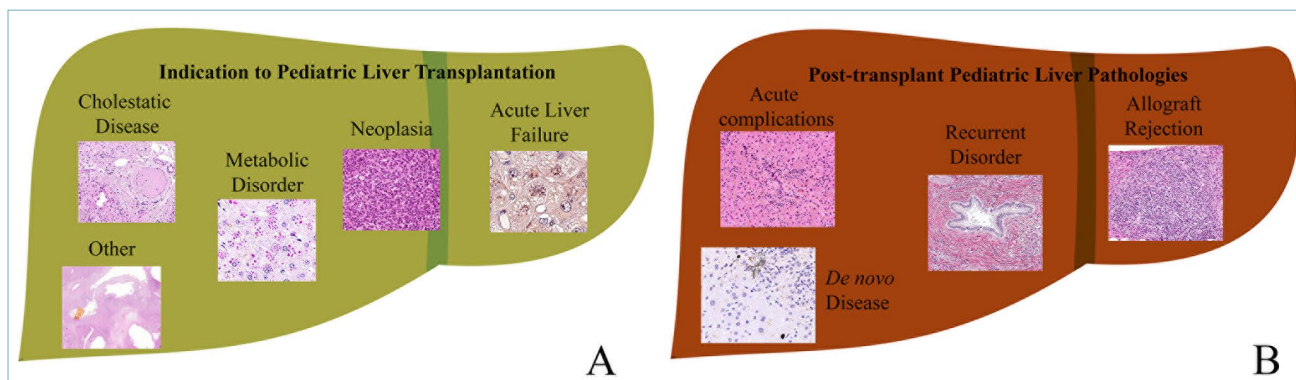 Indication to Pediatric Liver Transplantation
Cholestatic
Disease
Metabolic
Disorder
Neoplasia
Acute Liver
Failure
Other
A
Post-transplant Pediatric Liver Pathologies
Acute
complications
Recurrent
Disorder
Allograft
Rejection
De novo
Disease
B